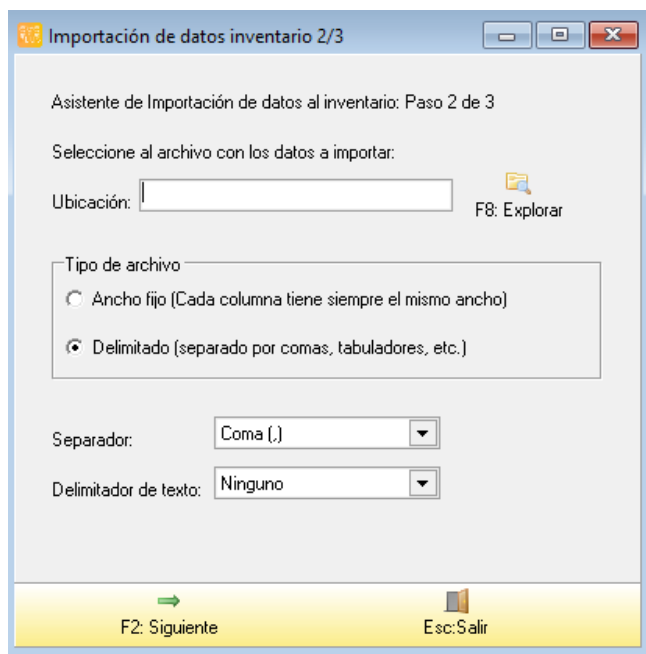 Importación de datos inventario 2/3
Asistente de Importación de datos al inventario: Paso 2 de 3
Seleccione al archivo con los datos a importar:
Ubicación:
F8: Explorar
Tipo de archivo
Ancho fijo (Cada columna tiene siempre el mismo ancho)
Delimitado (separado por comas, tabuladores, etc.)
Separador: Coma (,)
Delimitador de texto: Ninguno
F2: Siguiente Esc:Salir